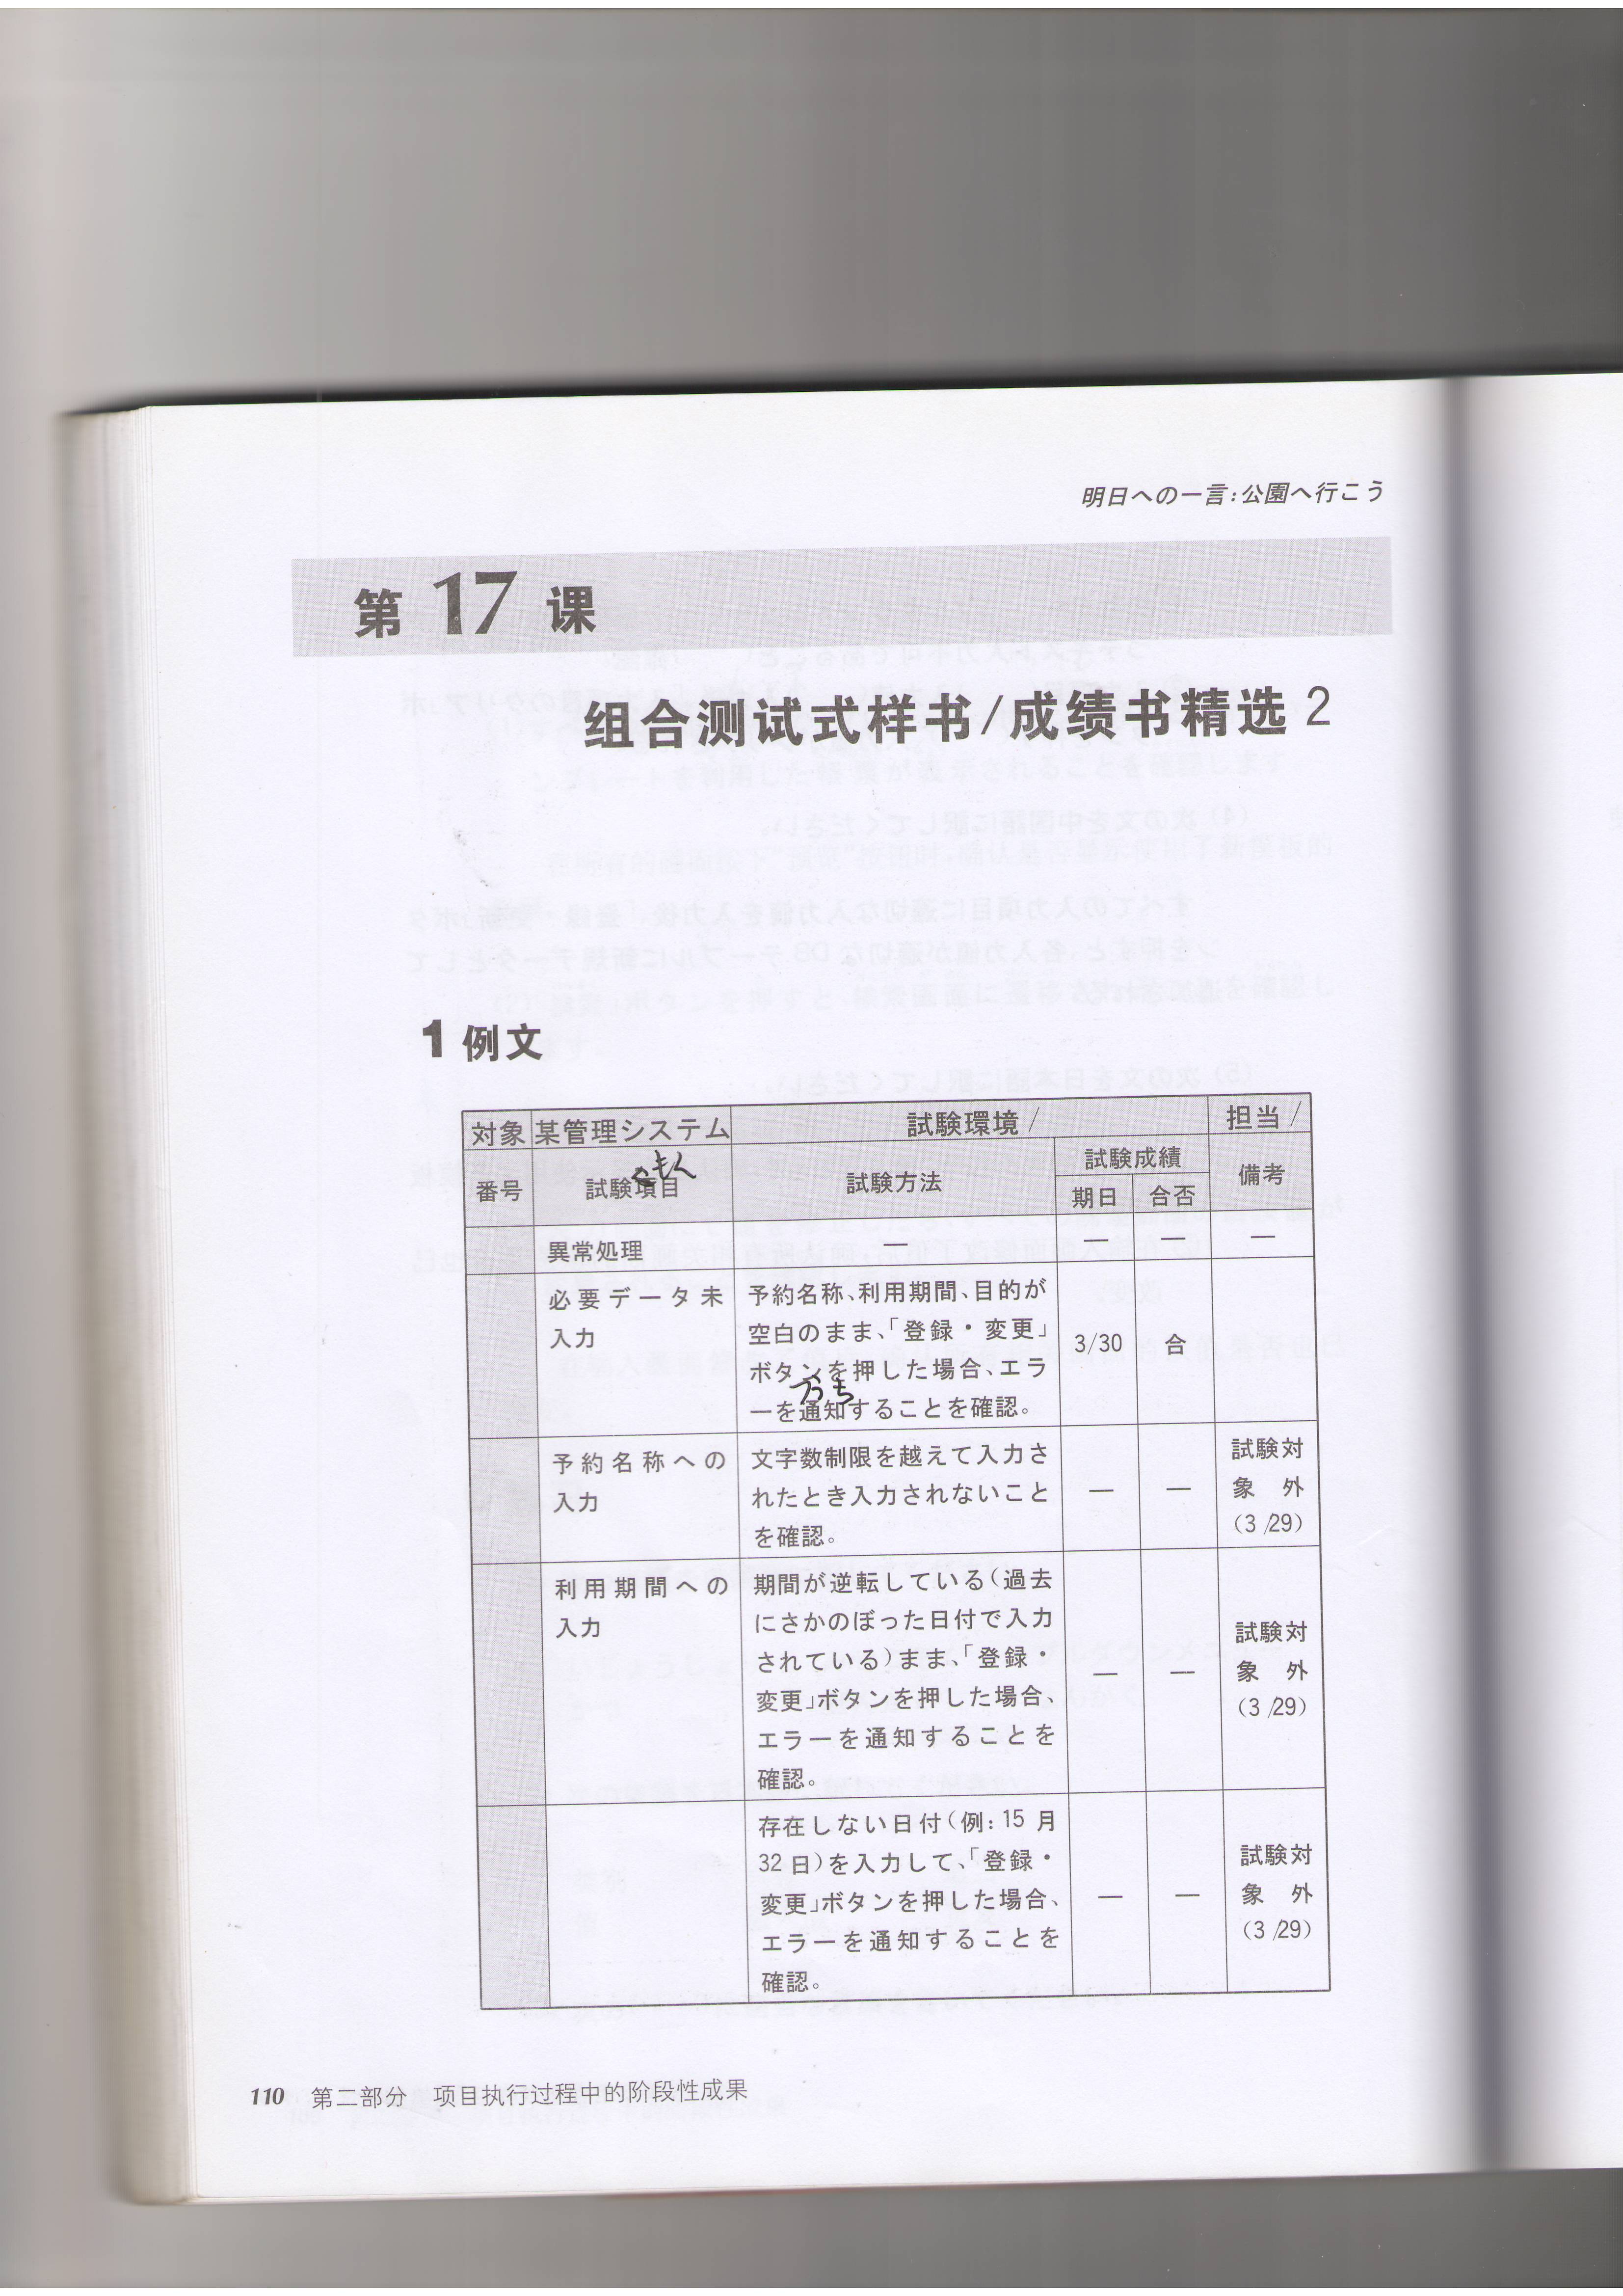 明日への一言:公園へ行こう
第 17 课
组合测试式样书/成绩书精选2
1 例文
対象 某管理システム 試験環境/ 担当/
番号 試験項目 試験方法 試験成績 備考
期日 合否
異常処理 — — — —
必要データ未
入力
予約名称、利用期間、目的が
空白のまま、「登録・変更」
ボタンを押した場合、エラ
ーを通知することを確認。
3/30 合
予約名称への
入力
文字数制限を越えて入力さ
れたとき入力されないこと
を確認。
— —
試験対
象外
(3/29)
利用期間への
入力
期間が逆転している(過去
にさかのぼった日付で入力
されている)まま、「登録・
変更」ボタンを押した場合、
エラーを通知することを
確認。
— —
試験対
象外
(3/29)
存在しない日付(例:15月
32日)を入力して、「登録・
変更」ボタンを押した場合、
エラーを通知することを
確認。
— —
試験対
象外
(3/29)
110 第二部分 项目执行过程中的阶段性成果